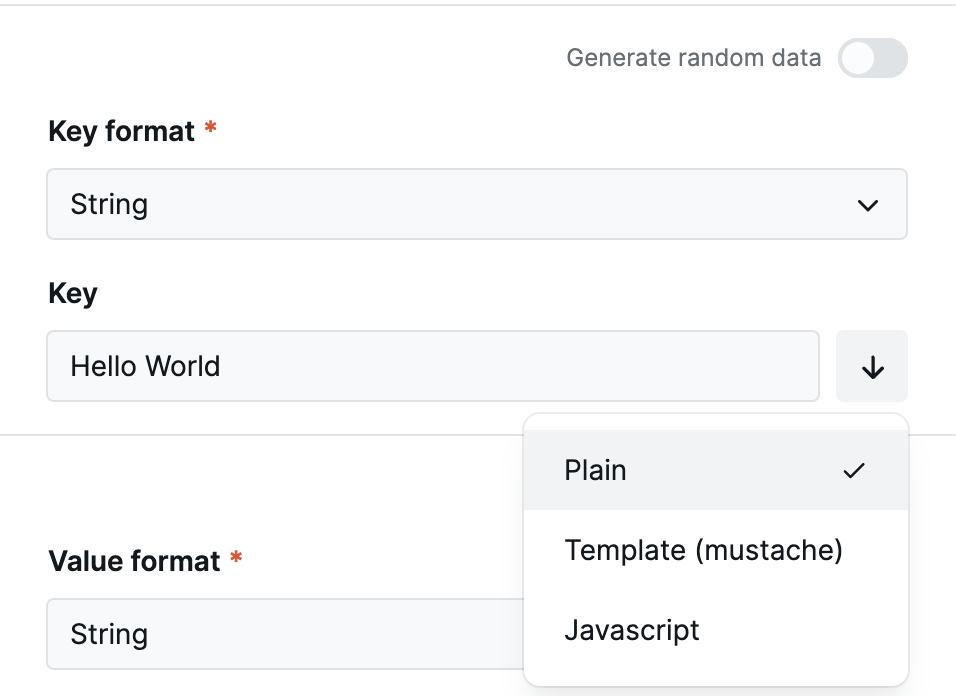 Generate random data
Key format *
String
Key
Hello World
Plain
Template (mustache)
Javascript
Value format *
String